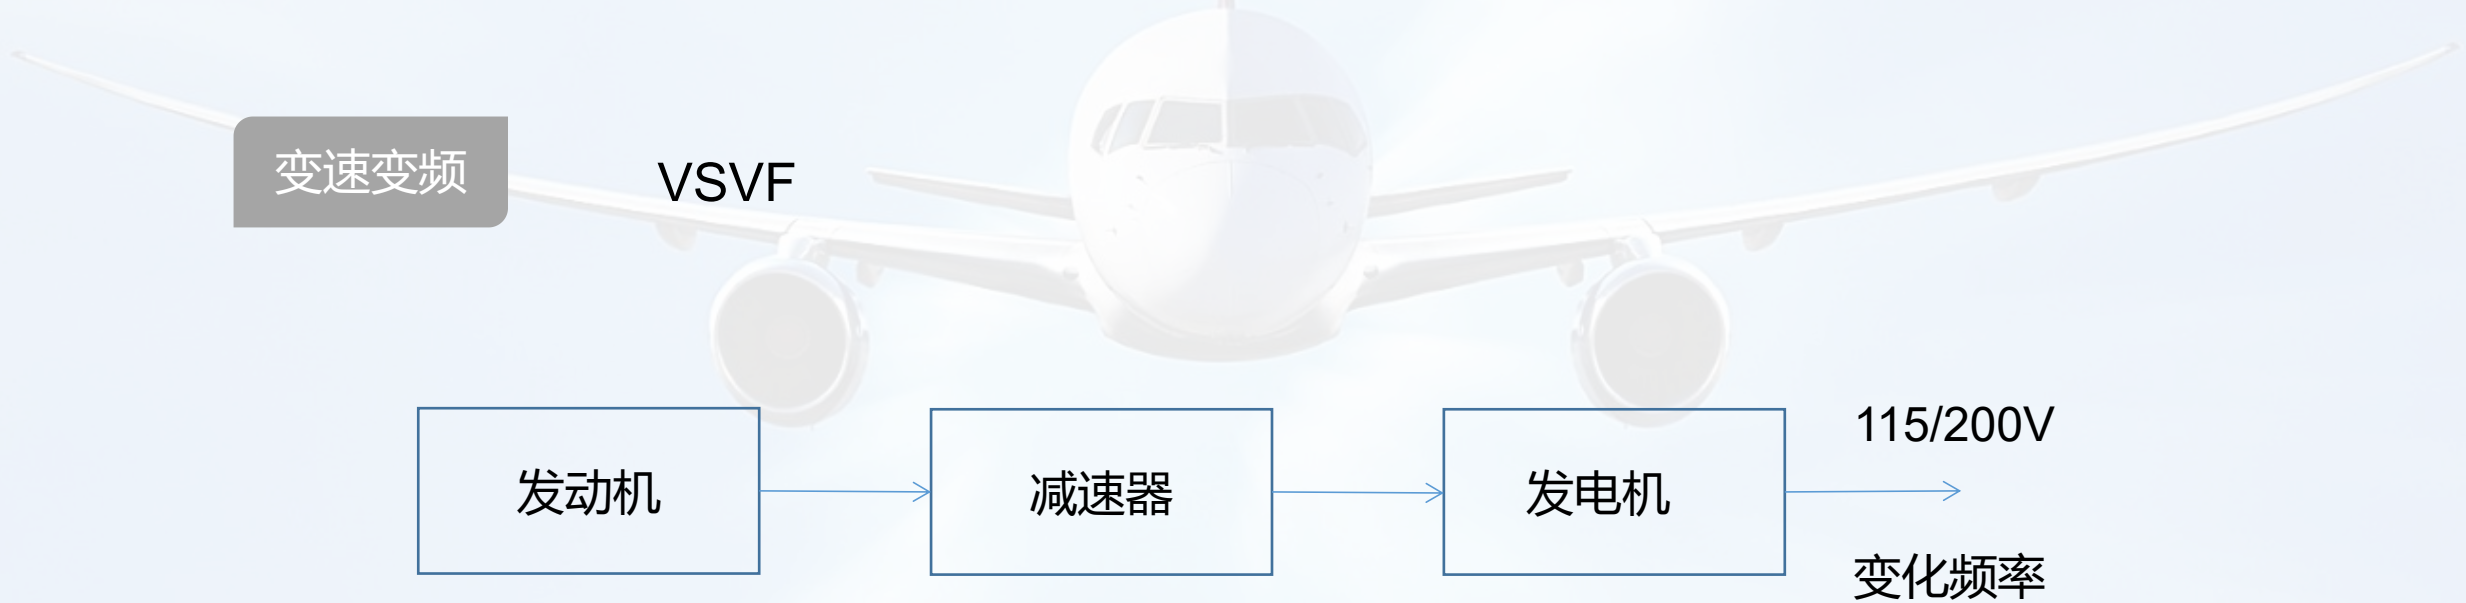 变速变频
VSVF
发动机
减速器
发电机
115/200V
变化频率